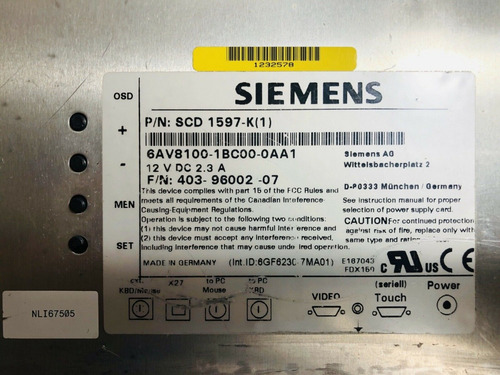 1232578
OSD
SIEMENS
+
P/N: SCD 1597-K(1)
6AV8100-1BC00-0AA1
Siemens AG
-
12 V DC 2.3 A
Wittelsbacherplatz 2
F/N: 403- 96002 -07
This device complies with part 15 of the FCC Rules and
D-P0333 München / Germany
MEN
meets all requirements of the Canadian Interference
See instruction manual for proper
Causing-Equipment Regulations.
selection of power supply card.
Operation is subject to the following two conditions:
CAUTION For continued protection
(1) this device may not cause harmful interference and
against risk of fire, replace only with
SET
(2) this device must accept any interference received,
same type and rating
including interference that may cause undesired operation.
MADE IN GERMANY
(Int.ID:6GF6230- 7MA01)
E187043
FDX160
C UL US CE
KBD/Mouse
X27
to PC
Mouse
to PC
KBD
VIDEO
(seriell)
Touch
Power
NLI67505